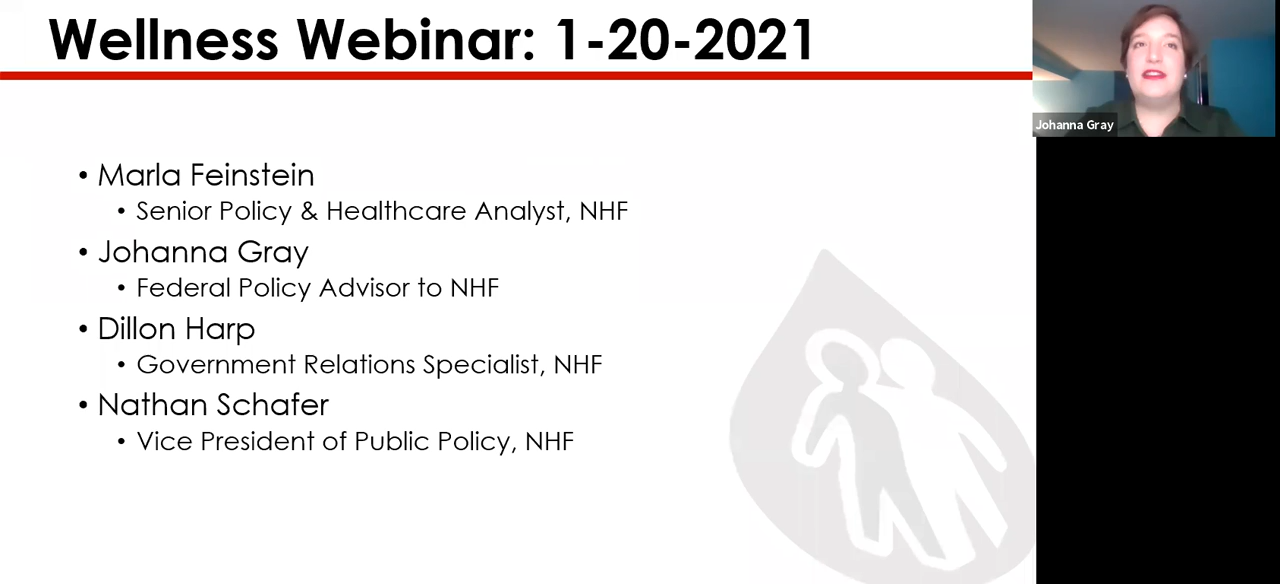 Wellness Webinar: 1-20-2021
Johanna Gray
• Marla Feinstein
• Senior Policy & Healthcare Analyst, NHF
• Johanna Gray
• Federal Policy Advisor to NHF
• Dillon Harp
• Government Relations Specialist, NHF
• Nathan Schafer
• Vice President of Public Policy, NHF